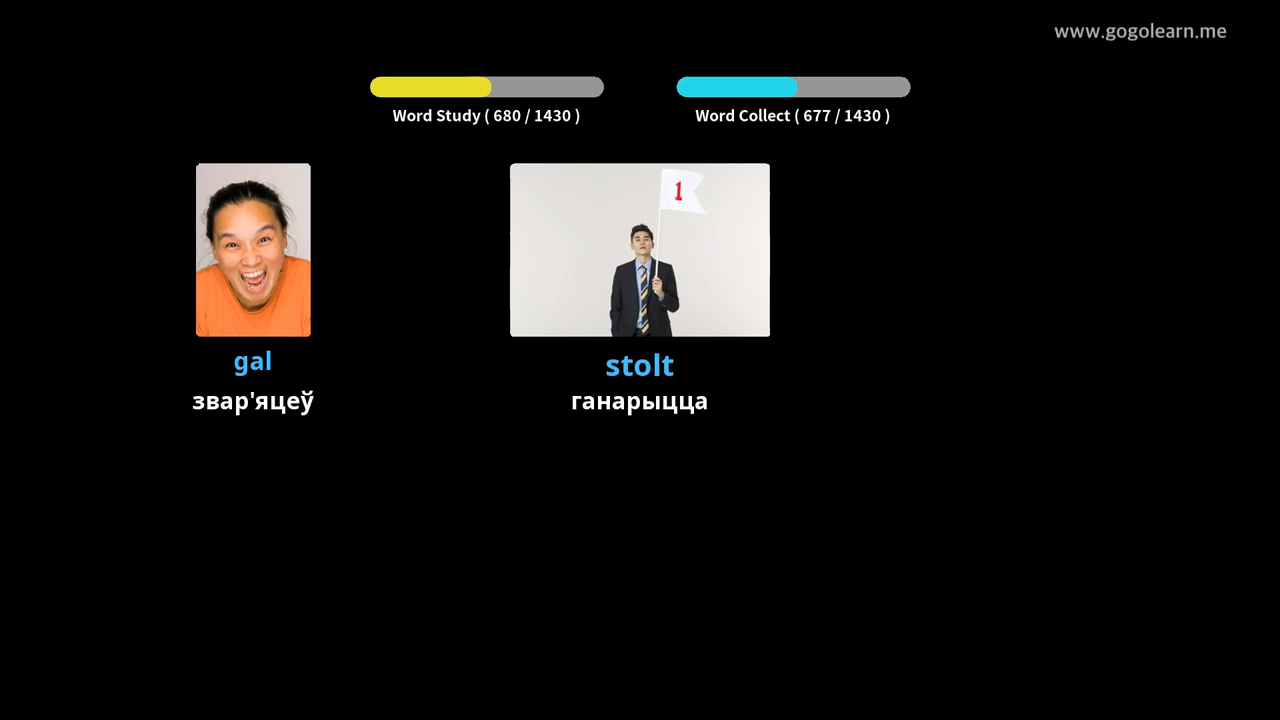 www.gogolearn.me
Word Study ( 680 / 1430 )
Word Collect ( 677 / 1430 )
1
gal
stolt
звар'яцеў
ганарыцца